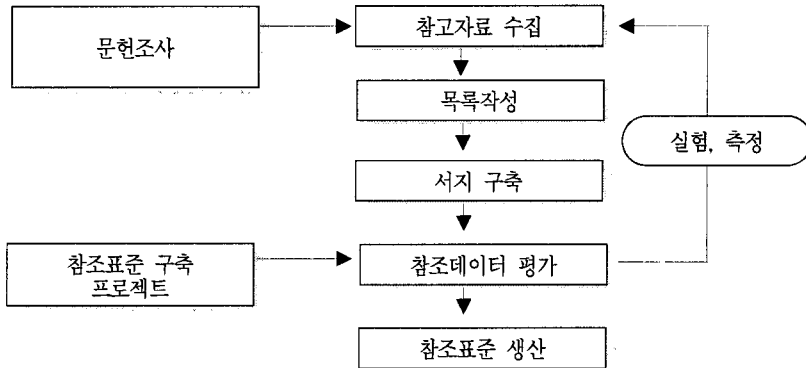 문헌조사
참고자료 수집
목록작성
실험, 측정
서지 구축
참조표준 구축
프로젝트
참조데이터 평가
참조표준 생산